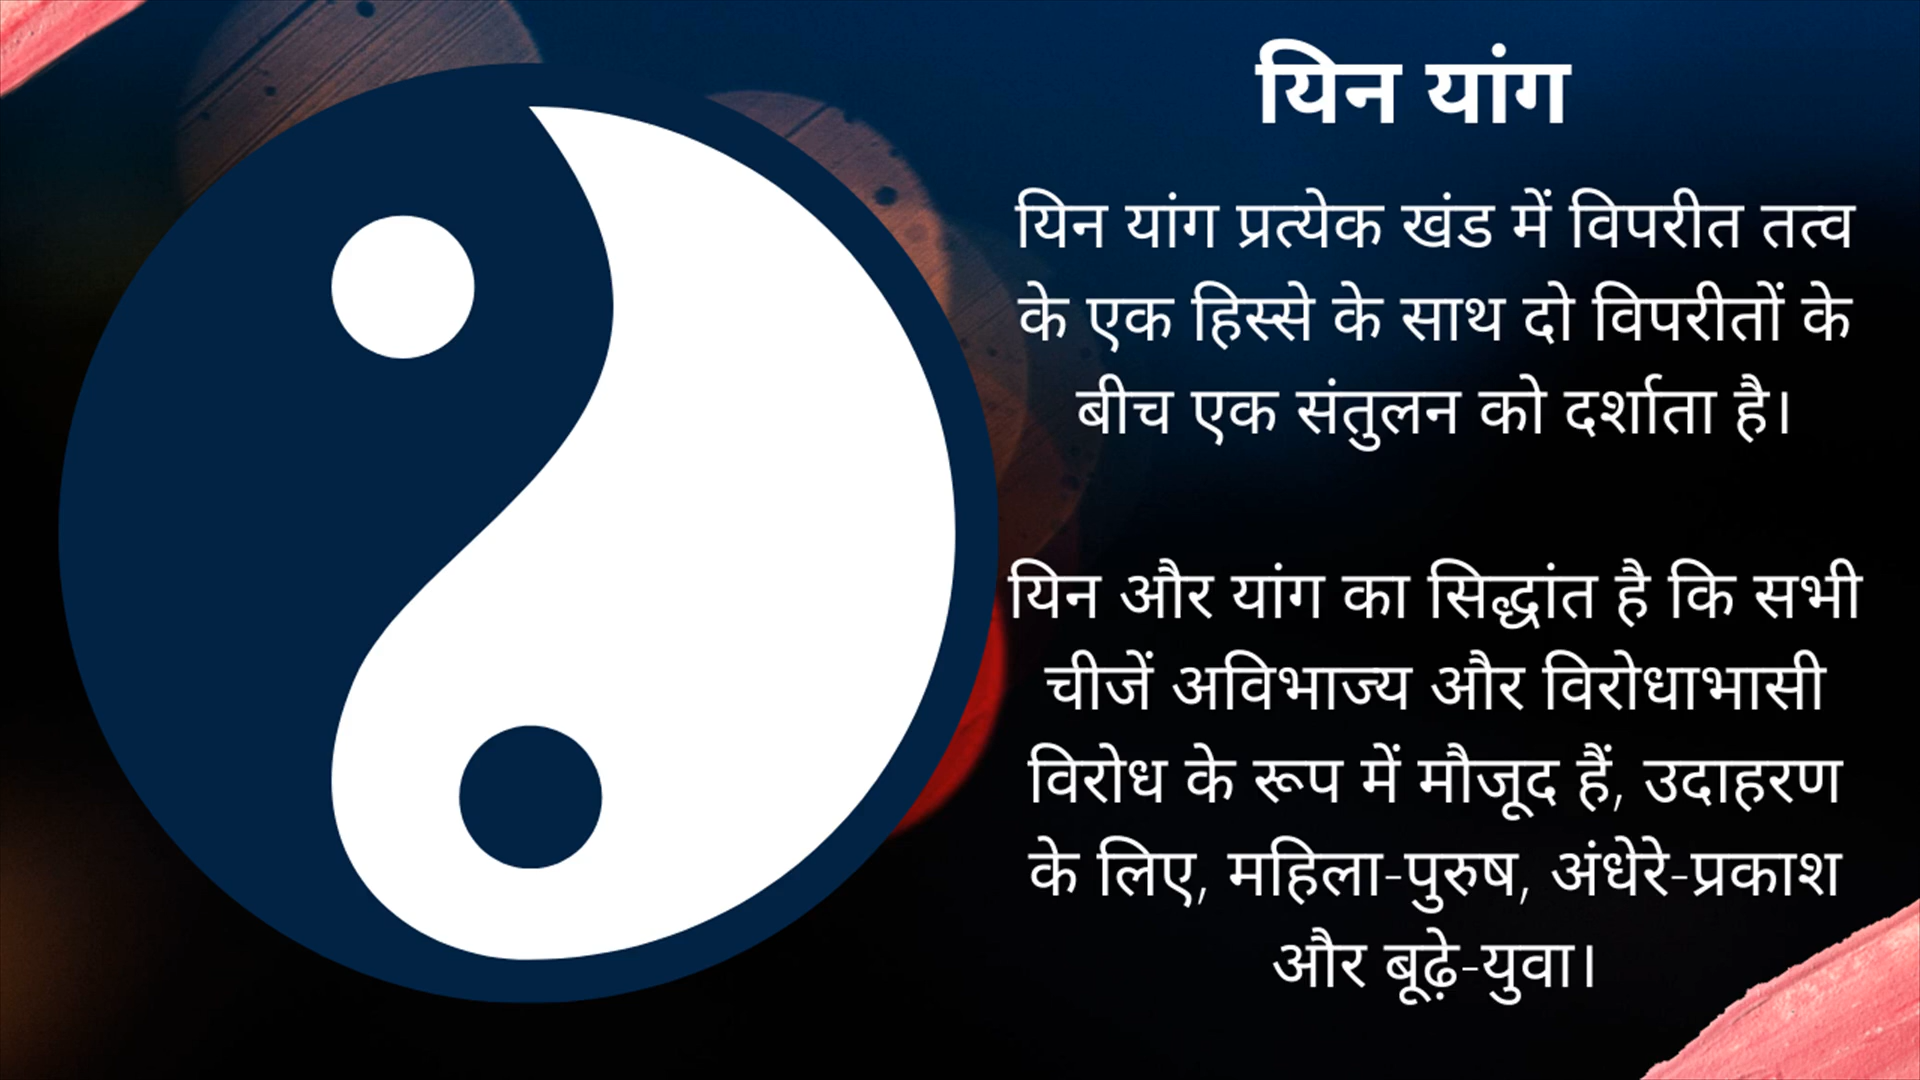 यिन यांग
यिन यांग प्रत्येक खंड में विपरीत तत्व
के एक हिस्से के साथ दो विपरीतों के
बीच एक संतुलन को दर्शाता है।
यिन और यांग का सिद्धांत है कि सभी
चीजें अविभाज्य और विरोधाभासी
विरोध के रूप में मौजूद हैं, उदाहरण
के लिए, महिला-पुरुष, अंधेरे-प्रकाश
और बूढ़े-युवा।